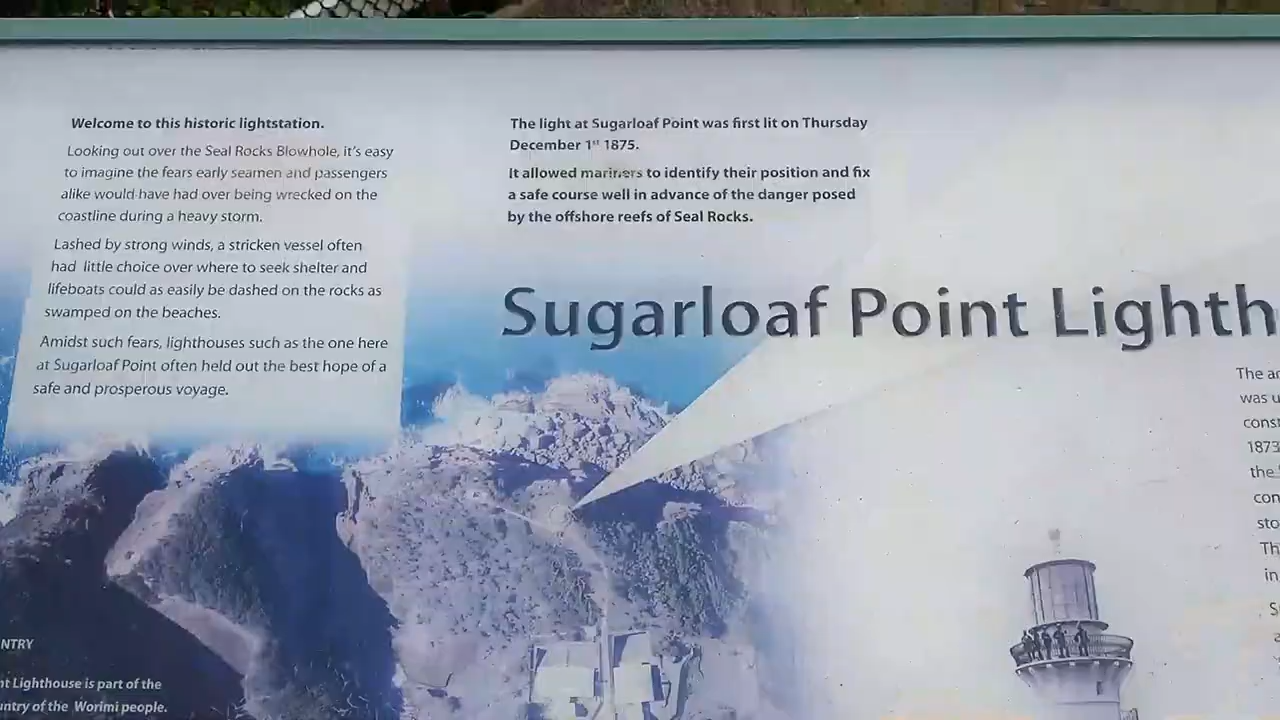 Welcome to this historic lightstation.
Looking out over the Seal Rocks Blowhole, it's easy
to imagine the fears early seamen and passengers
alike would have had over being wrecked on the
coastline during a heavy storm.
Lashed by strong winds, a stricken vessel often
had little choice over where to seek shelter and
lifeboats could as easily be dashed on the rocks as
swamped on the beaches.
Amidst such fears, lighthouses such as the one here
at Sugarloaf Point often held out the best hope of a
safe and prosperous voyage.
The light at Sugarloaf Point was first lit on Thursday
December 1st 1875.
It allowed mariners to identify their position and fix
a safe course well in advance of the danger posed
by the offshore reefs of Seal Rocks.
Sugarloaf Point Lighth
The ar
was u
const
1873
the
con
sto
Th
in
S
a
NTRY
nt Lighthouse is part of the
untry of the Worimi people.